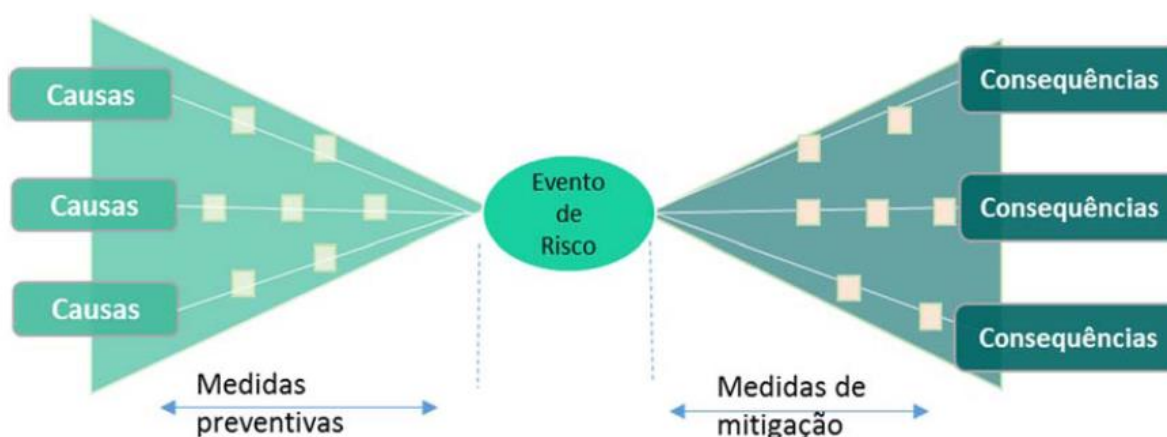 Causas
Causas
Causas
Evento
de
Risco
Consequências
Consequências
Consequências
Medidas
preventivas
Medidas de
mitigação